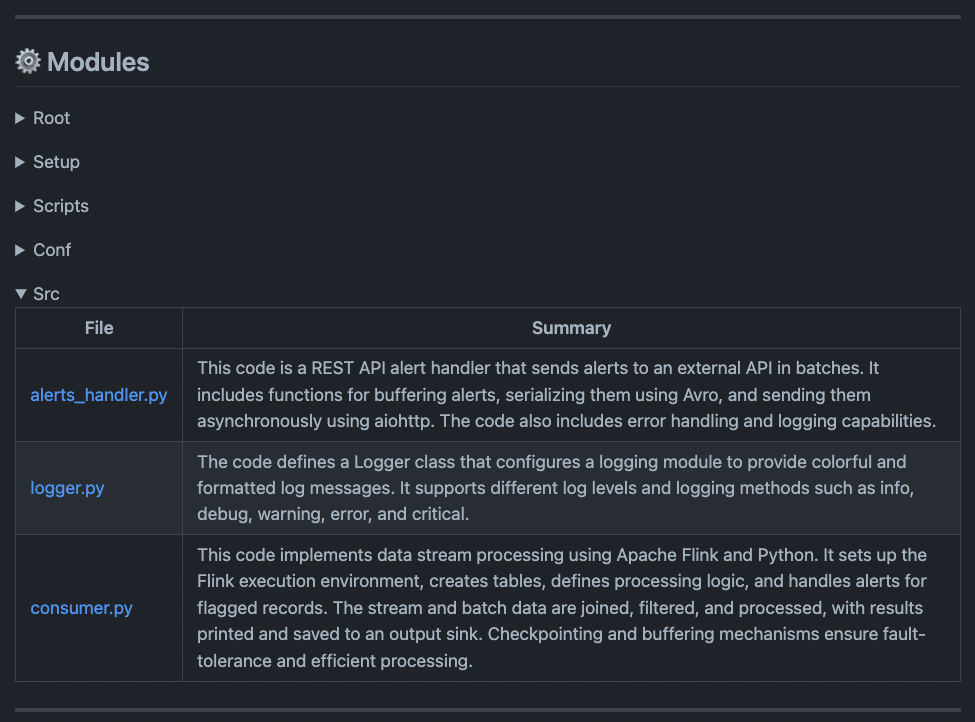 Modules
Root
Setup
Scripts
Conf
Src
File Summary
alerts_handler.py
This code is a REST API alert handler that sends alerts to an external API in batches. It
includes functions for buffering alerts, serializing them using Avro, and sending them
asynchronously using aiohttp. The code also includes error handling and logging capabilities.
logger.py
The code defines a Logger class that configures a logging module to provide colorful and
formatted log messages. It supports different log levels and logging methods such as info,
debug, warning, error, and critical.
consumer.py
This code implements data stream processing using Apache Flink and Python. It sets up the
Flink execution environment, creates tables, defines processing logic, and handles alerts for
flagged records. The stream and batch data are joined, filtered, and processed, with results
printed and saved to an output sink. Checkpointing and buffering mechanisms ensure fault-
tolerance and efficient processing.